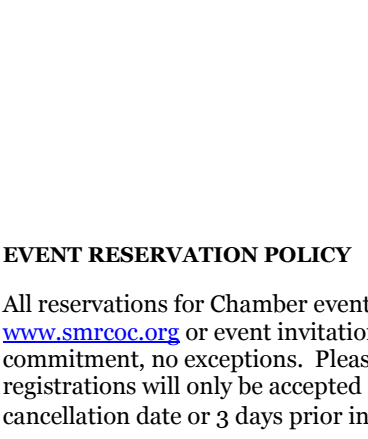 EVENT RESERVATION POLICY
All reservations for Chamber event
www.smrcoc.org or event invitation
commitment, no exceptions.  Pleas
registrations will only be accepted
cancellation date or 3 days prior in